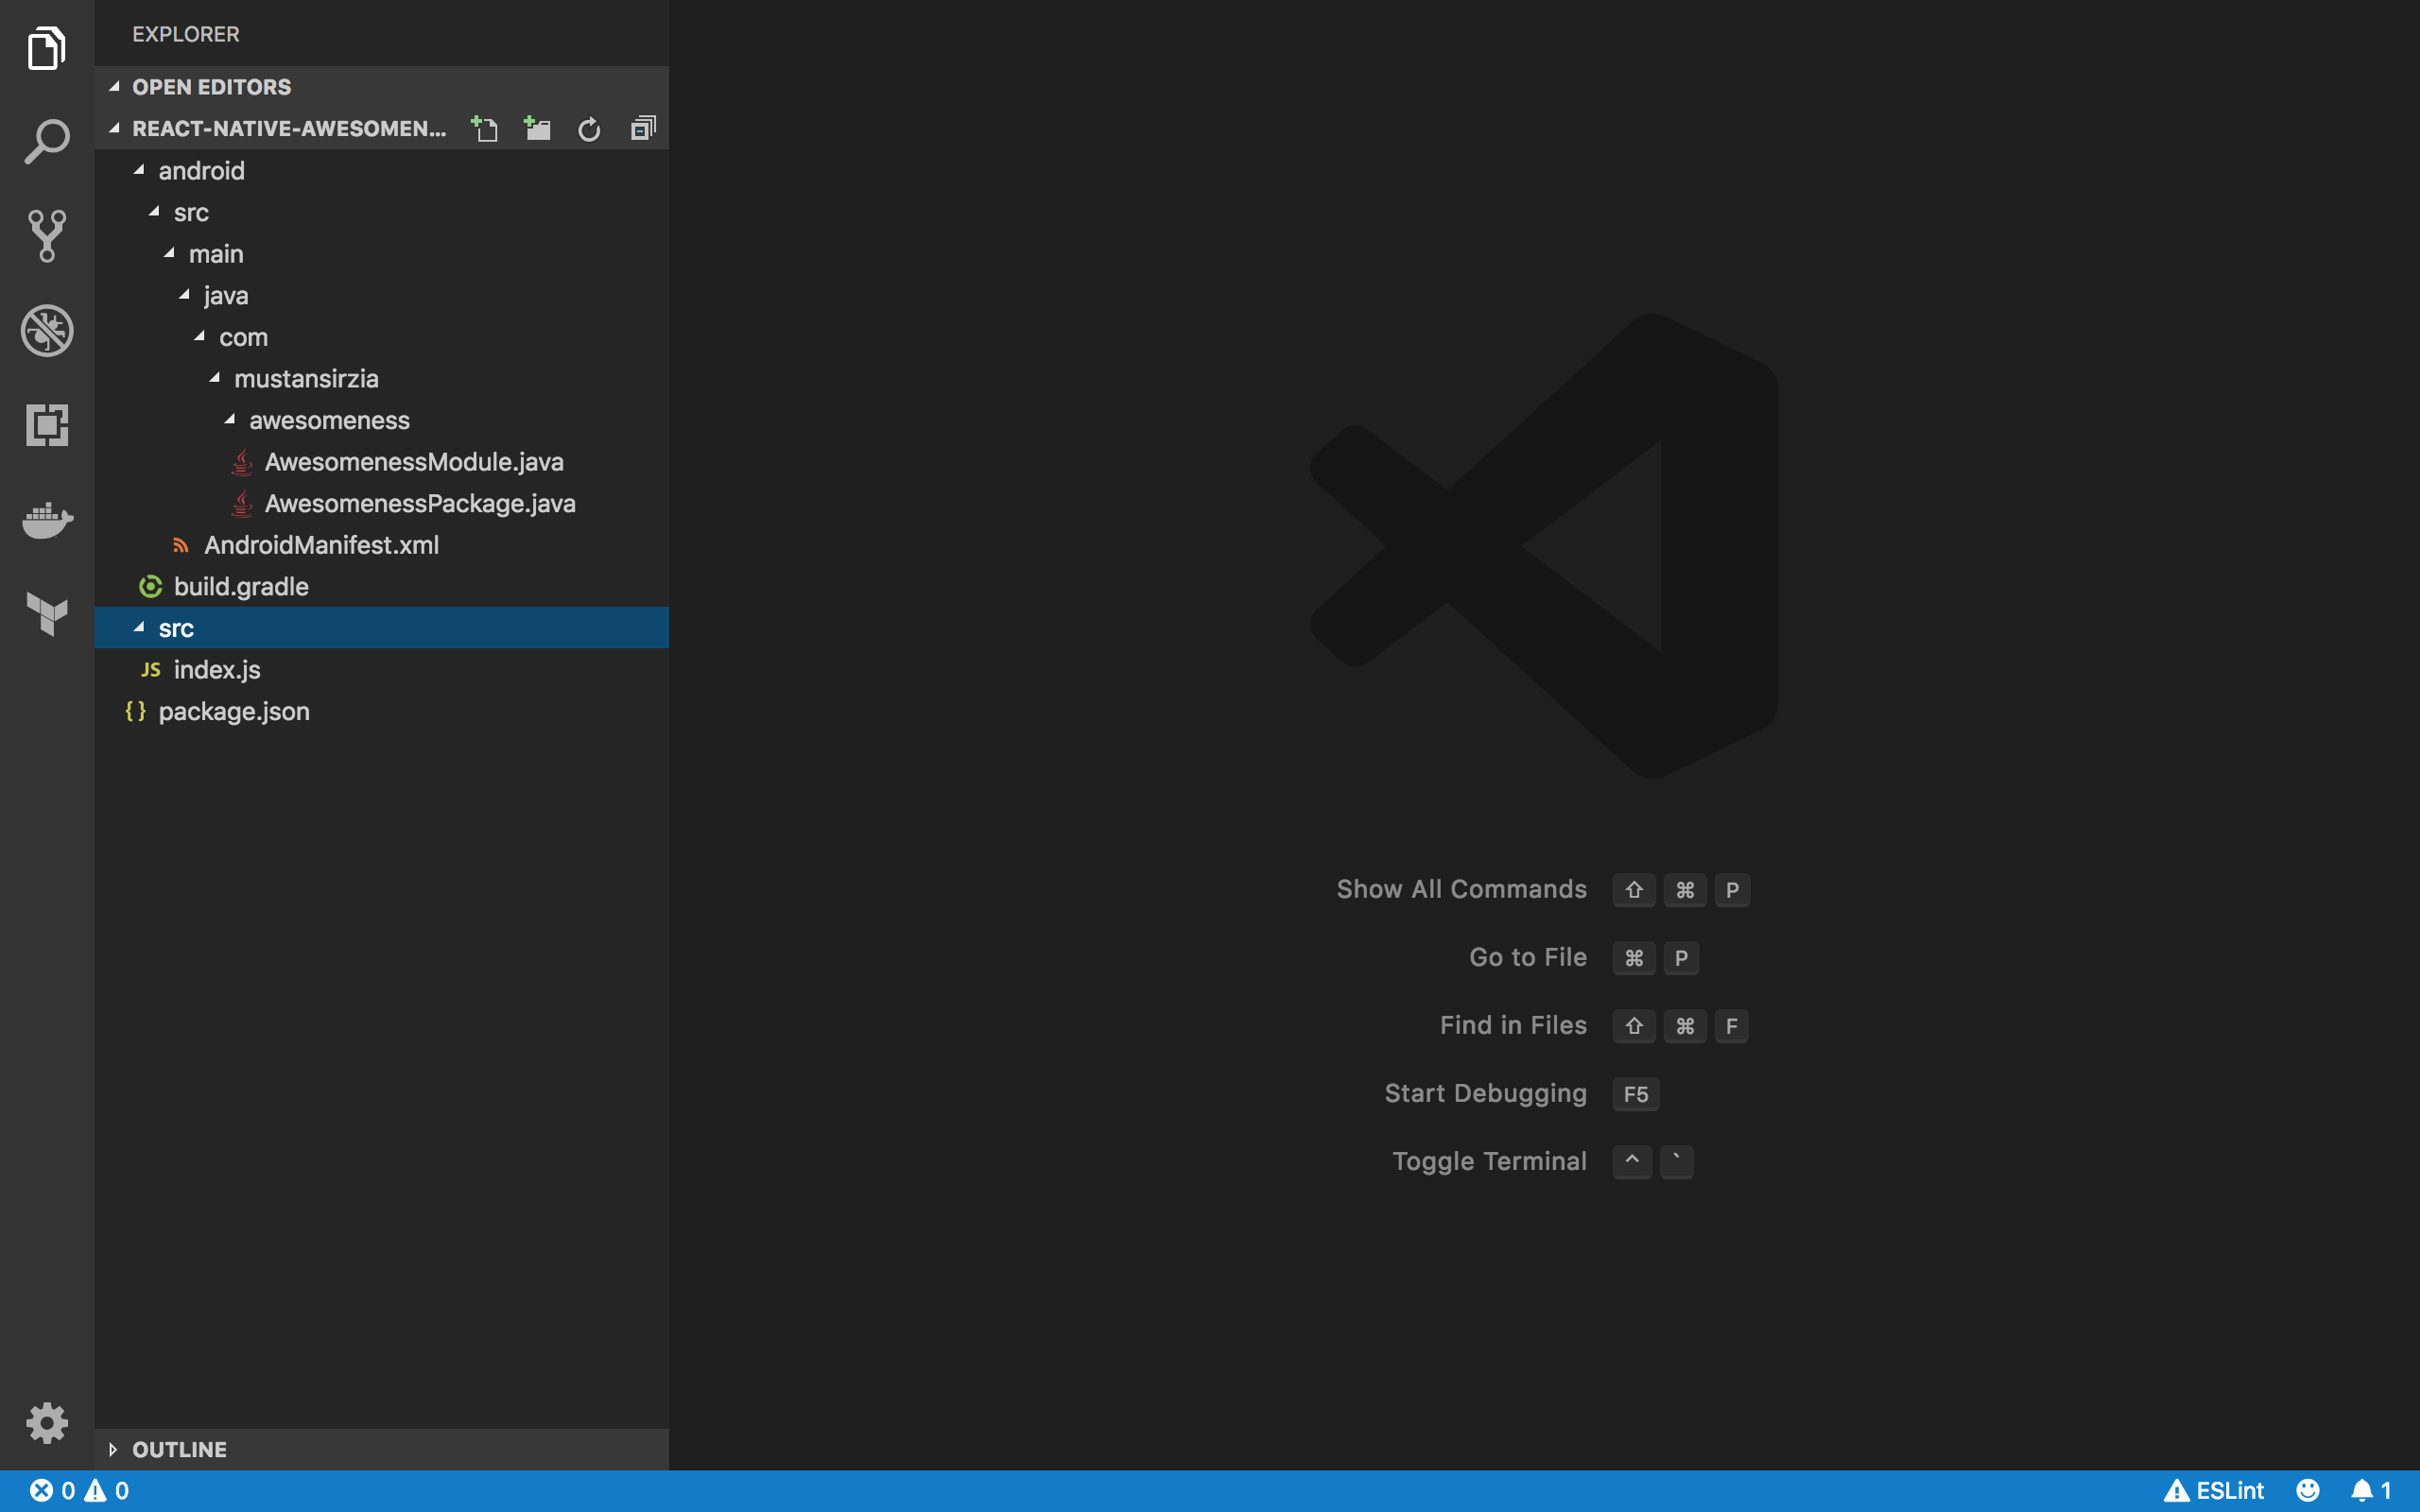 EXPLORER
OPEN EDITORS
REACT-NATIVE-AWESOMEN...
android
src
main
java
com
mustansirzia
awesomeness
AwesomenessModule.java
AwesomenessPackage.java
AndroidManifest.xml
build.gradle
src
JS index.js
{ } package.json
OUTLINE
Show All Commands ⇧ ⌘ P
Go to File ⌘ P
Find in Files ⇧ ⌘ F
Start Debugging F5
Toggle Terminal ^ `
0 0 ESLint 1